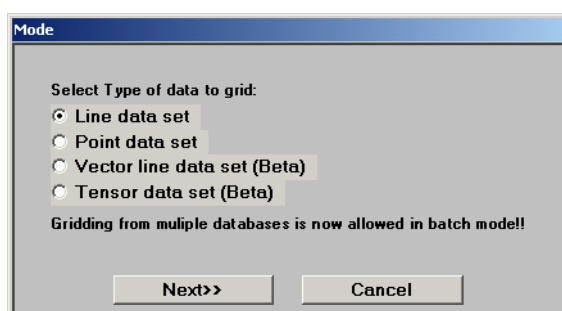 Mode
Select Type of data to grid:
Line data set
Point data set
Vector line data set (Beta)
Tensor data set (Beta)
Gridding from muliple databases is now allowed in batch mode!!
Next>>
Cancel